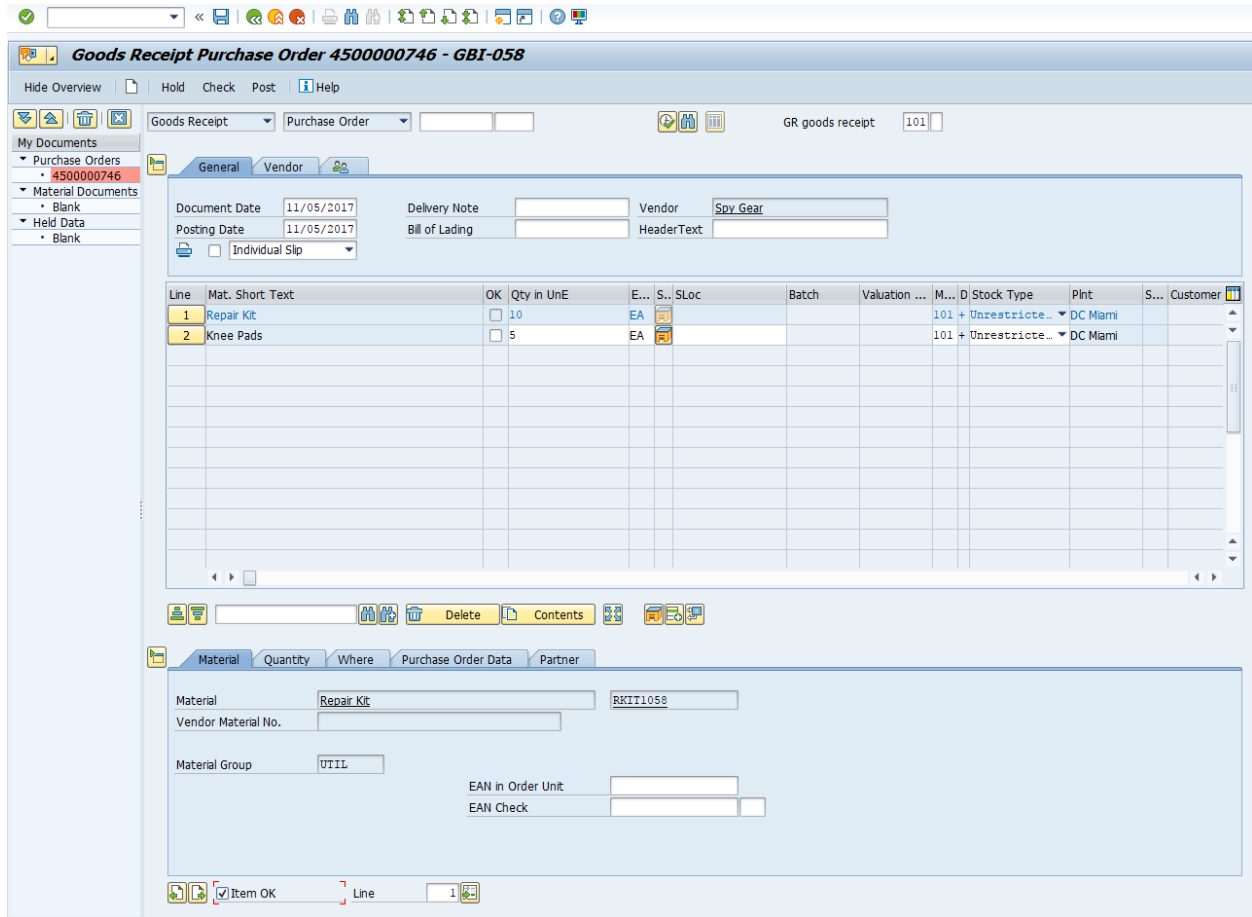 Goods Receipt Purchase Order 4500000746 - GBI-058
Hide Overview Hold Check Post Help
Goods Receipt Purchase Order GR goods receipt 101
My Documents
Purchase Orders
4500000746
Material Documents
Blank
Held Data
Blank
General Vendor
Document Date 11/05/2017 Delivery Note Vendor Spy Gear
Posting Date 11/05/2017 Bill of Lading HeaderText
Individual Slip
Line Mat. Short Text OK Qty in UnE E... S.. SLoc Batch Valuation ... M... D Stock Type Plnt S... Customer
1 Repair Kit 10 EA 101 + Unrestricte... DC Miami
2 Knee Pads 5 EA 101 + Unrestricte... DC Miami
Delete Contents
Material Quantity Where Purchase Order Data Partner
Material Repair Kit RKIT1058
Vendor Material No.
Material Group UTIL
EAN in Order Unit
EAN Check
Item OK Line 1